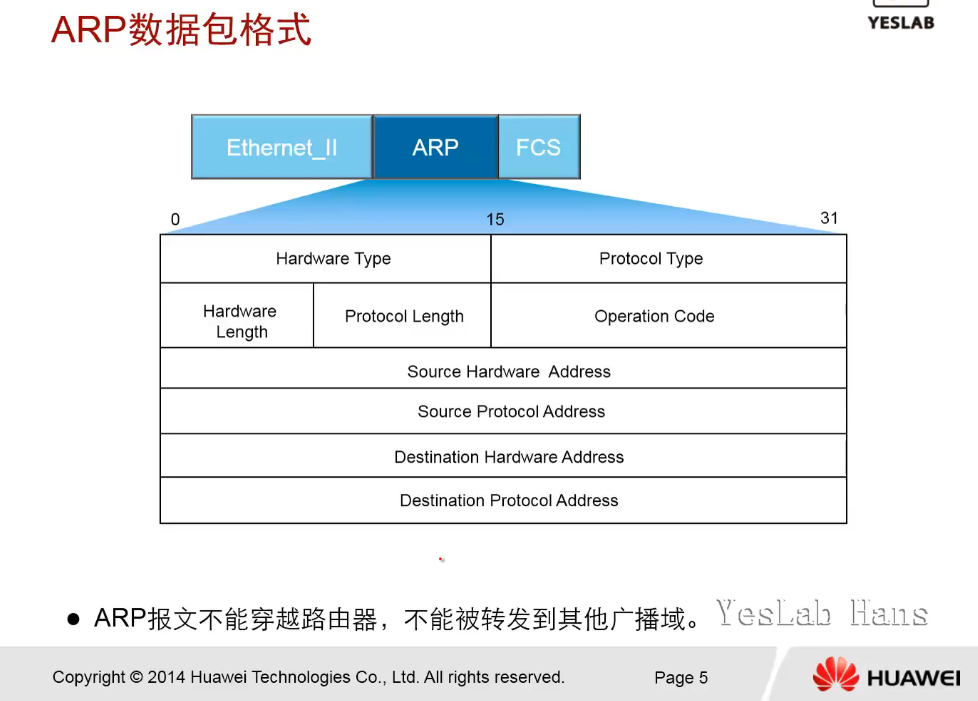 ARP数据包格式
YESLAB
Ethernet_II ARP FCS
0 15 31
Hardware Type Protocol Type
Hardware
Length
Protocol Length Operation Code
Source Hardware Address
Source Protocol Address
Destination Hardware Address
Destination Protocol Address
● ARP报文不能穿越路由器，不能被转发到其他广播域。
YesLab Hans
Copyright © 2014 Huawei Technologies Co., Ltd. All rights reserved. Page 5
HUAWEI